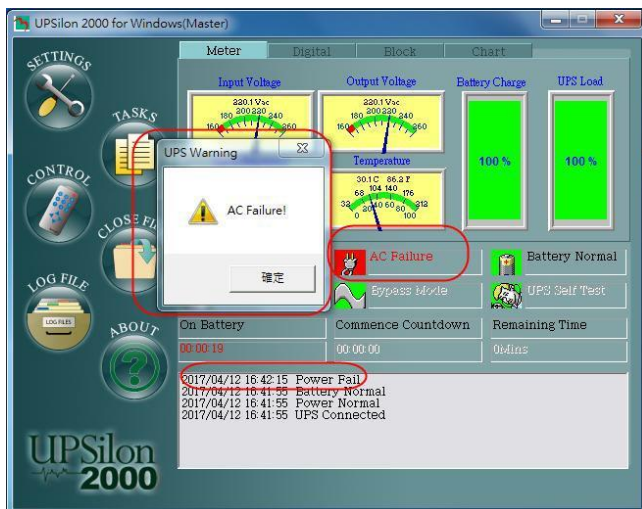 UPSilon 2000 for Windows(Master)
SETTINGS
TASKS
CONTROL
CLOSE FI
LOG FILE
LOG FILES
ABOUT
UPSilon
2000
Meter
Digital
Block
Chart
Input Voltage
220.1 Vac
180 200 220 240
160 260
Output Voltage
220.1 Vac
180 200 220 240
160 260
Battery Charge
100 %
UPS Load
100 %
Temperature
30.1 C 86.2 F
68 104 140 176
32 20 40 60 80 212
0 100
UPS Warning
AC Failure!
確定
AC Failure
Battery Normal
Bypass Mode
UPS Self Test
On Battery
Commence Countdown
Remaining Time
00:00:19
00:00:00
0Mins
2017/04/12 16:42:15 Power Fail
2017/04/12 16:41:55 Battery Normal
2017/04/12 16:41:55 Power Normal
2017/04/12 16:41:55 UPS Connected